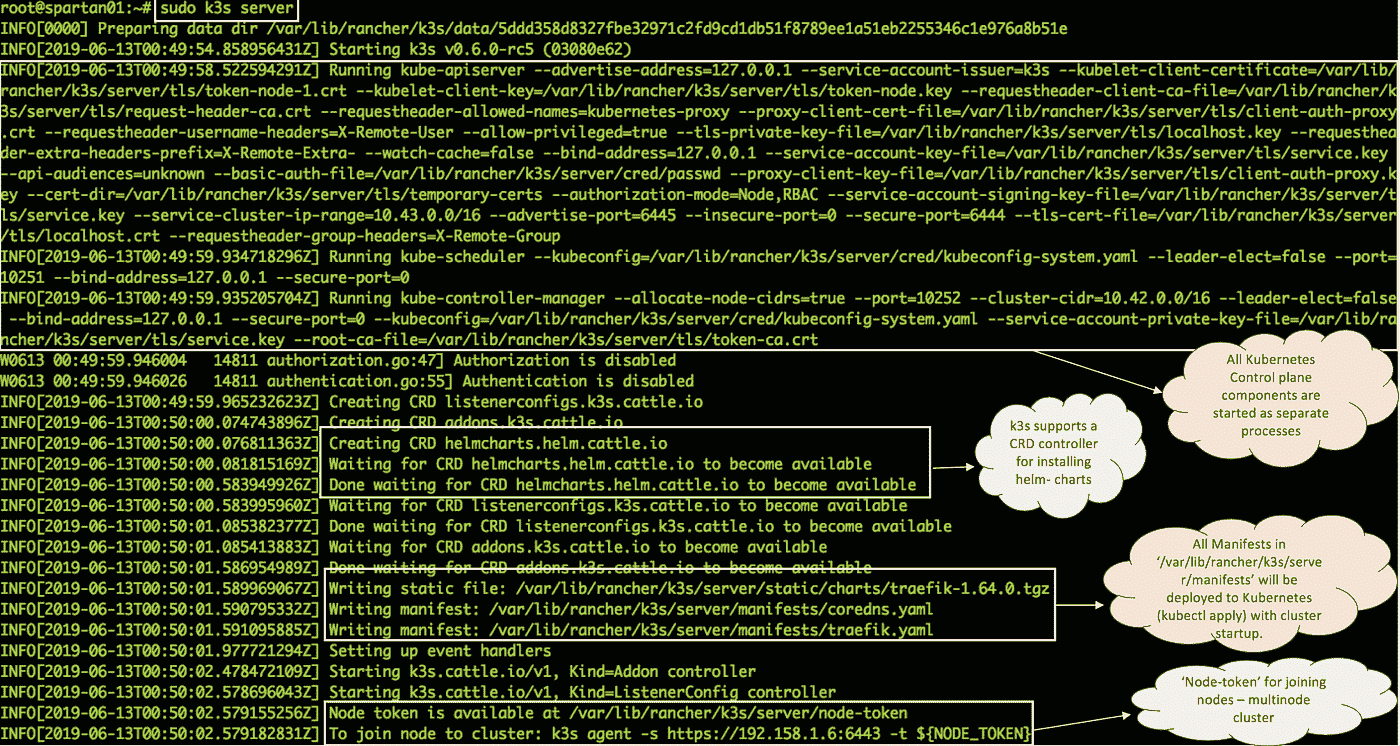 root@spartan01:~# sudo k3s server
INFO[0000] Preparing data dir /var/lib/rancher/k3s/data/5ddd358d8327fbe32971c2fd9cd1db51f8789ee1a51eb2255346c1e976a8b51e
INFO[2019-06-13T00:49:54.858956431Z] Starting k3s v0.6.0-rc5 (03080e62)
INFO[2019-06-13T00:49:58.522594291Z] Running kube-apiserver --advertise-address=127.0.0.1 --service-account-issuer=k3s --kubelet-client-certificate=/var/lib/
rancher/k3s/server/tls/token-node-1.crt --kubelet-client-key=/var/lib/rancher/k3s/server/tls/token-node.key --requestheader-client-ca-file=/var/lib/rancher/k
3s/server/tls/request-header-ca.crt --requestheader-allowed-names=kubernetes-proxy --proxy-client-cert-file=/var/lib/rancher/k3s/server/tls/client-auth-proxy
.crt --requestheader-username-headers=X-Remote-User --allow-privileged=true --tls-private-key-file=/var/lib/rancher/k3s/server/tls/localhost.key --requesthea
der-extra-headers-prefix=X-Remote-Extra- --watch-cache=false --bind-address=127.0.0.1 --service-account-key-file=/var/lib/rancher/k3s/server/tls/service.key
--api-audiences=unknown --basic-auth-file=/var/lib/rancher/k3s/server/cred/passwd --proxy-client-key-file=/var/lib/rancher/k3s/server/tls/client-auth-proxy.k
ey --cert-dir=/var/lib/rancher/k3s/server/tls/temporary-certs --authorization-mode=Node,RBAC --service-account-signing-key-file=/var/lib/rancher/k3s/server/t
ls/service.key --service-cluster-ip-range=10.43.0.0/16 --advertise-port=6445 --insecure-port=0 --secure-port=6444 --tls-cert-file=/var/lib/rancher/k3s/server
/tls/localhost.crt --requestheader-group-headers=X-Remote-Group
INFO[2019-06-13T00:49:59.934718296Z] Running kube-scheduler --kubeconfig=/var/lib/rancher/k3s/server/cred/kubeconfig-system.yaml --leader-elect=false --port=
10251 --bind-address=127.0.0.1 --secure-port=0
INFO[2019-06-13T00:49:59.935205704Z] Running kube-controller-manager --allocate-node-cidrs=true --port=10252 --cluster-cidr=10.42.0.0/16 --leader-elect=false
--bind-address=127.0.0.1 --secure-port=0 --kubeconfig=/var/lib/rancher/k3s/server/cred/kubeconfig-system.yaml --service-account-private-key-file=/var/lib/ra
ncher/k3s/server/tls/service.key --root-ca-file=/var/lib/rancher/k3s/server/tls/token-ca.crt
W0613 00:49:59.946004 14811 authorization.go:47] Authorization is disabled
W0613 00:49:59.946026 14811 authentication.go:55] Authentication is disabled
INFO[2019-06-13T00:49:59.965232623Z] Creating CRD listenerconfigs.k3s.cattle.io
INFO[2019-06-13T00:50:00.074743896Z] Creating CRD addons.k3s.cattle.io
INFO[2019-06-13T00:50:00.076811363Z] Creating CRD helmcharts.helm.cattle.io
INFO[2019-06-13T00:50:00.081815169Z] Waiting for CRD helmcharts.helm.cattle.io to become available
INFO[2019-06-13T00:50:00.583949926Z] Done waiting for CRD helmcharts.helm.cattle.io to become available
INFO[2019-06-13T00:50:00.583995960Z] Waiting for CRD listenerconfigs.k3s.cattle.io to become available
INFO[2019-06-13T00:50:01.085382377Z] Done waiting for CRD listenerconfigs.k3s.cattle.io to become available
INFO[2019-06-13T00:50:01.085413883Z] Waiting for CRD addons.k3s.cattle.io to become available
INFO[2019-06-13T00:50:01.586954989Z] Done waiting for CRD addons.k3s.cattle.io to become available
INFO[2019-06-13T00:50:01.589969067Z] Writing static file: /var/lib/rancher/k3s/server/static/charts/traefik-1.64.0.tgz
INFO[2019-06-13T00:50:01.590795332Z] Writing manifest: /var/lib/rancher/k3s/server/manifests/coredns.yaml
INFO[2019-06-13T00:50:01.591095885Z] Writing manifest: /var/lib/rancher/k3s/server/manifests/traefik.yaml
INFO[2019-06-13T00:50:01.977721294Z] Setting up event handlers
INFO[2019-06-13T00:50:02.478472109Z] Starting k3s.cattle.io/v1, Kind=Addon controller
INFO[2019-06-13T00:50:02.578696043Z] Starting k3s.cattle.io/v1, Kind=ListenerConfig controller
INFO[2019-06-13T00:50:02.579155256Z] Node token is available at /var/lib/rancher/k3s/server/node-token
INFO[2019-06-13T00:50:02.579182831Z] To join node to cluster: k3s agent -s https://192.158.1.6:6443 -t ${NODE_TOKEN}
All Kubernetes
Control plane
components are
started as separate
processes
k3s supports a
CRD controller
for installing
helm- charts
All Manifests in
‘/var/lib/rancher/k3s/serve
r/manifests’ will be
deployed to Kubernetes
(kubectl apply) with cluster
startup.
‘Node-token’ for joining
nodes – multinode
cluster